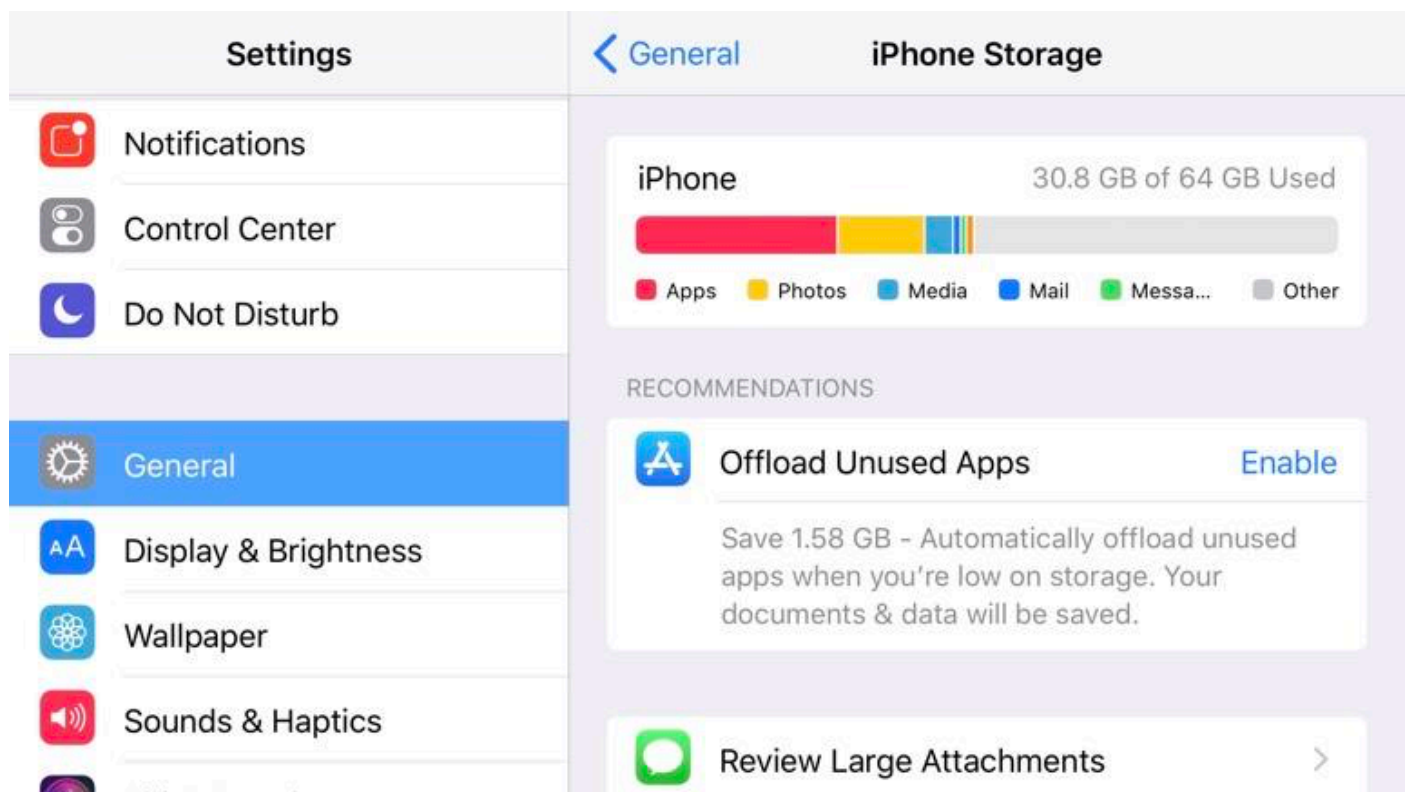 Settings
Notifications
Control Center
Do Not Disturb
General
AA
Display & Brightness
Wallpaper
Sounds & Haptics
General
iPhone Storage
iPhone
30.8 GB of 64 GB Used
Apps Photos Media Mail Messa... Other
RECOMMENDATIONS
Offload Unused Apps
Enable
Save 1.58 GB - Automatically offload unused
apps when you're low on storage. Your
documents & data will be saved.
Review Large Attachments